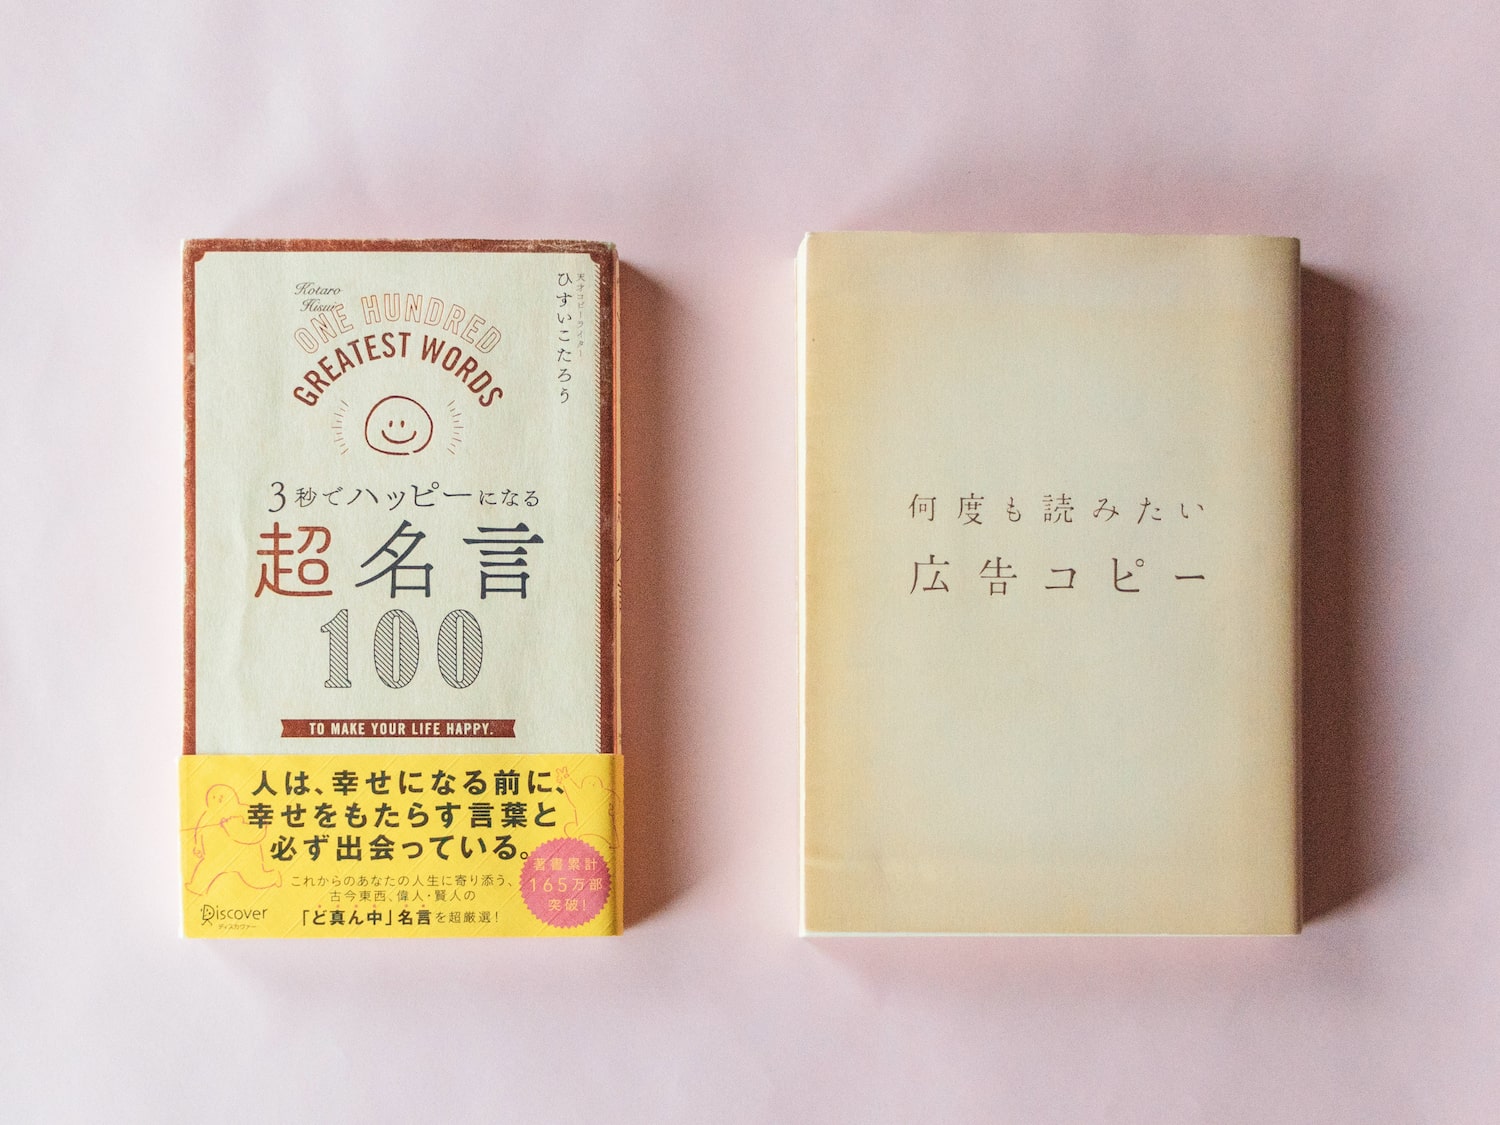 Kotaro
Hisui
ONE HUNDRED
GREATEST WORDS
天才コピーライター
ひすいこたろう
3秒でハッピーになる
超名言
100
TO MAKE YOUR LIFE HAPPY.
人は、幸せになる前に、
幸せをもたらす言葉と
必ず出会っている。
これからのあなたの人生に寄り添う、
古今東西、偉人・賢人の
「ど真ん中」名言を超厳選!
著書累計
165万部
突破!
Discover
ディスカヴァー
何度も読みたい
広告コピー